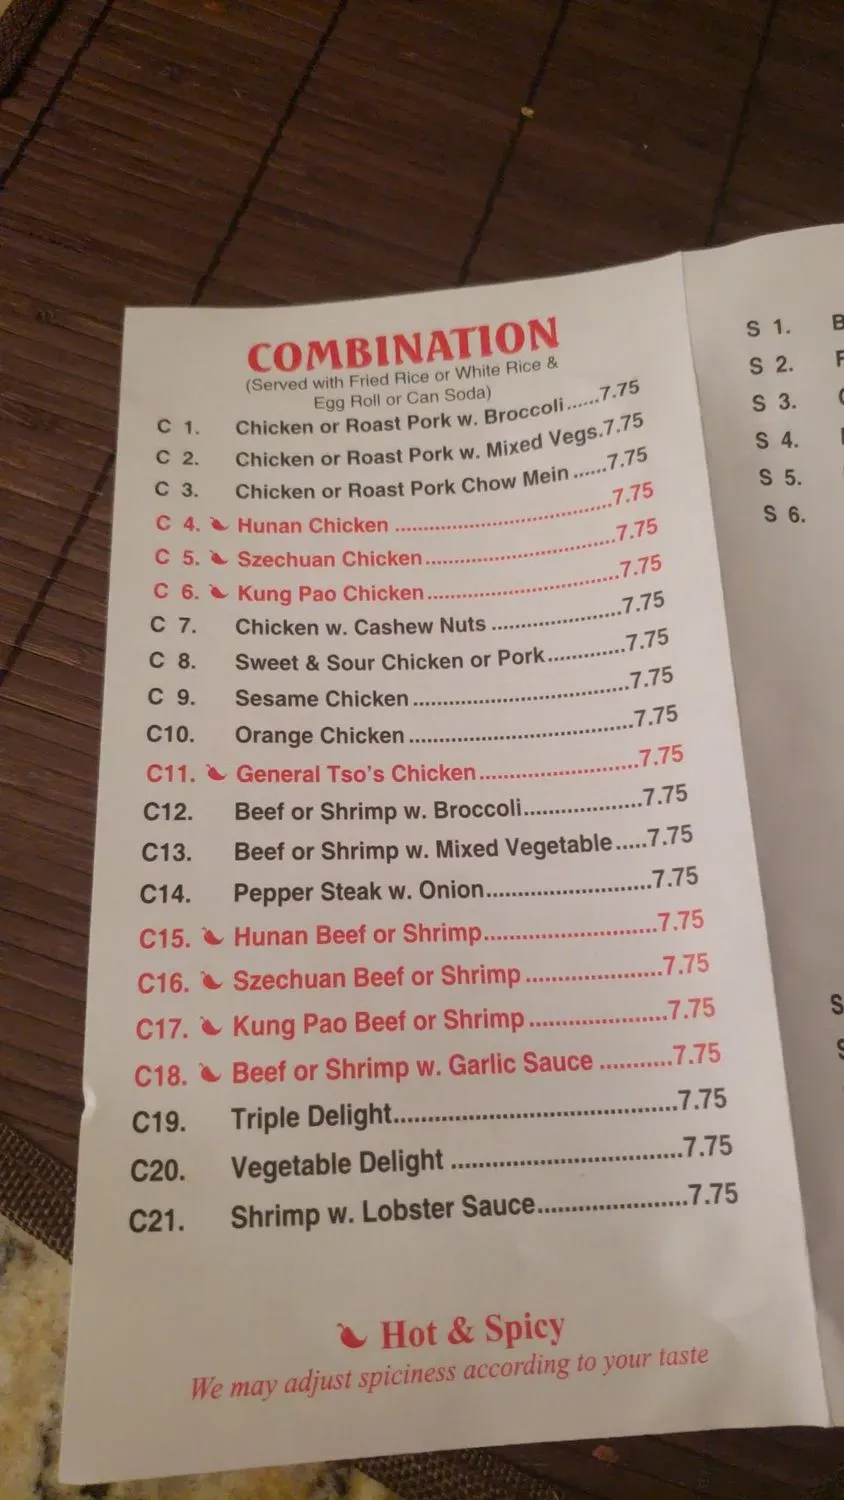 COMBINATION
(Served with Fried Rice or White Rice &
Egg Roll or Can Soda)
C 1. Chicken or Roast Pork w. Broccoli......7.75
C 2. Chicken or Roast Pork w. Mixed Vegs.7.75
C 3. Chicken or Roast Pork Chow Mein ......7.75
C 4. Hunan Chicken ........................................7.75
C 5. Szechuan Chicken...................................7.75
C 6. Kung Pao Chicken...................................7.75
C 7. Chicken w. Cashew Nuts ........................7.75
C 8. Sweet & Sour Chicken or Pork..............7.75
C 9. Sesame Chicken ......................................7.75
C10. Orange Chicken .......................................7.75
C11. General Tso's Chicken............................7.75
C12. Beef or Shrimp w. Broccoli.....................7.75
C13. Beef or Shrimp w. Mixed Vegetable.....7.75
C14. Pepper Steak w. Onion...........................7.75
C15. Hunan Beef or Shrimp............................7.75
C16. Szechuan Beef or Shrimp ......................7.75
C17. Kung Pao Beef or Shrimp ......................7.75
C18. Beef or Shrimp w. Garlic Sauce ...........7.75
C19. Triple Delight............................................7.75
C20. Vegetable Delight ....................................7.75
C21. Shrimp w. Lobster Sauce.......................7.75
Hot & Spicy
We may adjust spiciness according to your taste
S 1.
S 2.
S 3.
S 4.
S 5.
S 6.